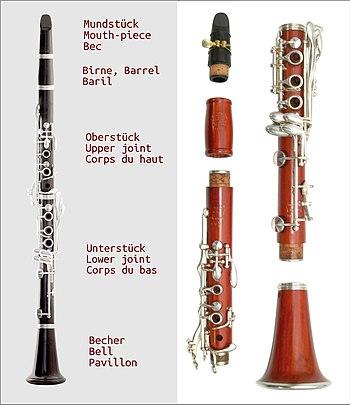 Mundstück
Mouth-piece
Bec
Birne, Barrel
Baril
Oberstück
Upper joint
Corps du haut
Unterstück
Lower joint
Corps du bas
Becher
Bell
Pavillon